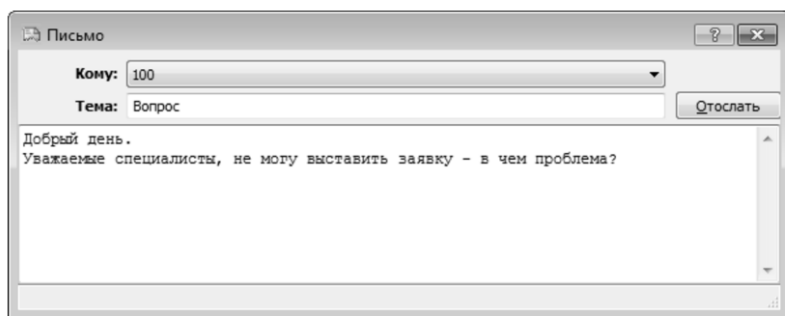 Письмо
Кому: 100
Тема: Вопрос
Отослать
Добрый день.
Уважаемые специалисты, не могу выставить заявку - в чем проблема?